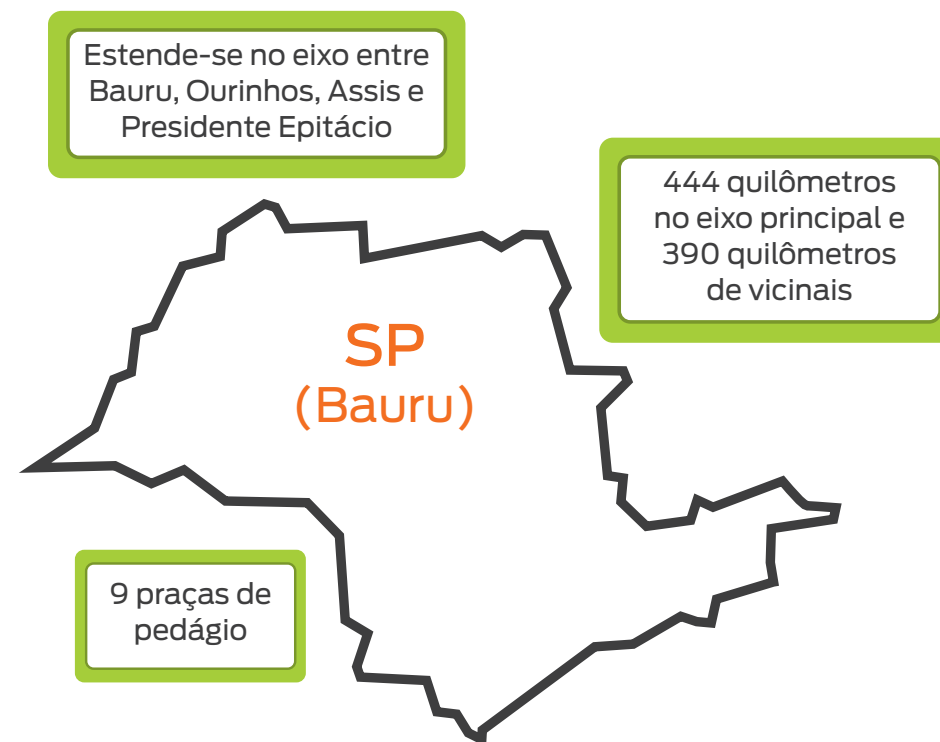 Estende-se no eixo entre
Bauru, Ourinhos, Assis e
Presidente Epitácio
444 quilômetros
no eixo principal e
390 quilômetros
de vicinais
SP
(Bauru)
9 praças de
pedágio